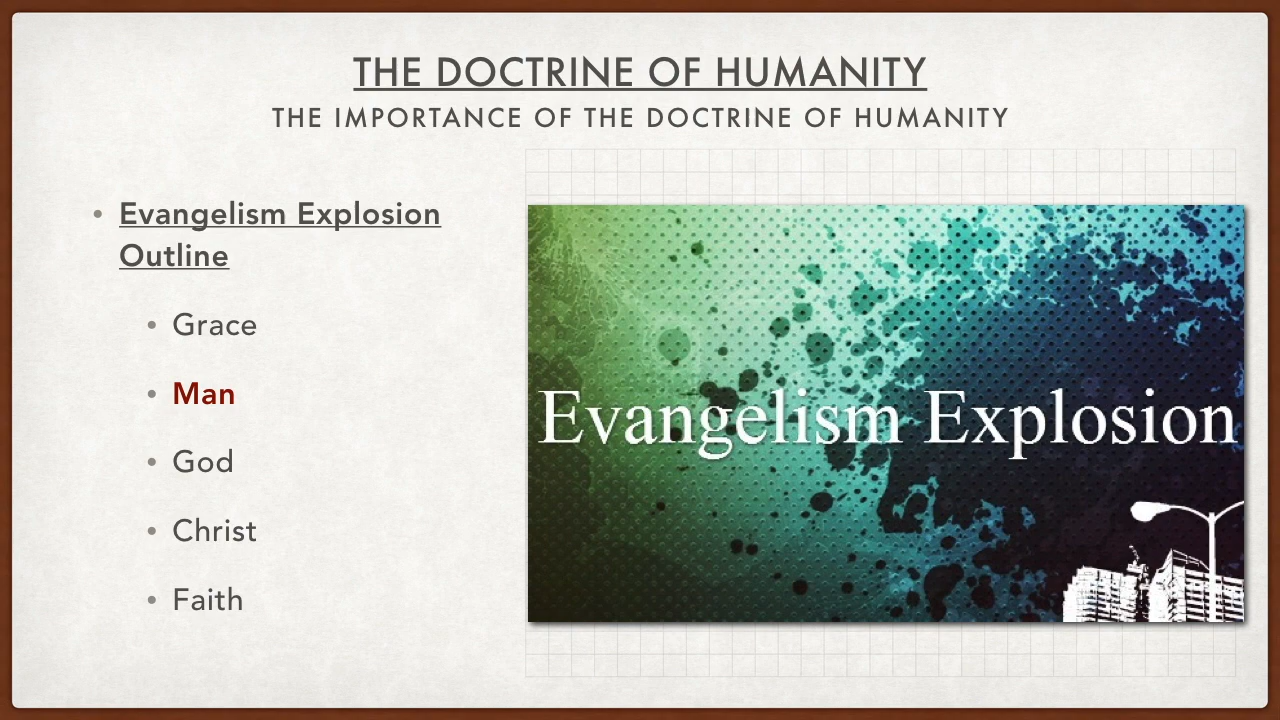 THE DOCTRINE OF HUMANITY
THE IMPORTANCE OF THE DOCTRINE OF HUMANITY
• Evangelism Explosion
Outline
• Grace
• Man
• God
• Christ
• Faith
Evangelism Explosion